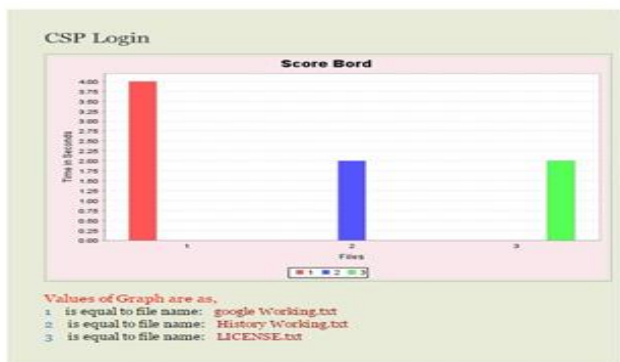 CSP Login
Score Bord
4.00
3.75
3.50
3.25
3.00
2.75
2.50
2.25
2.00
1.75
1.50
1.25
1.00
0.75
0.50
0.25
0.00
Time in Seconds
1 2 3
Files
1 2 3
Values of Graph are as,
1 is equal to file name: google Working.txt
2 is equal to file name: History Working.txt
3 is equal to file name: LICENSE.txt